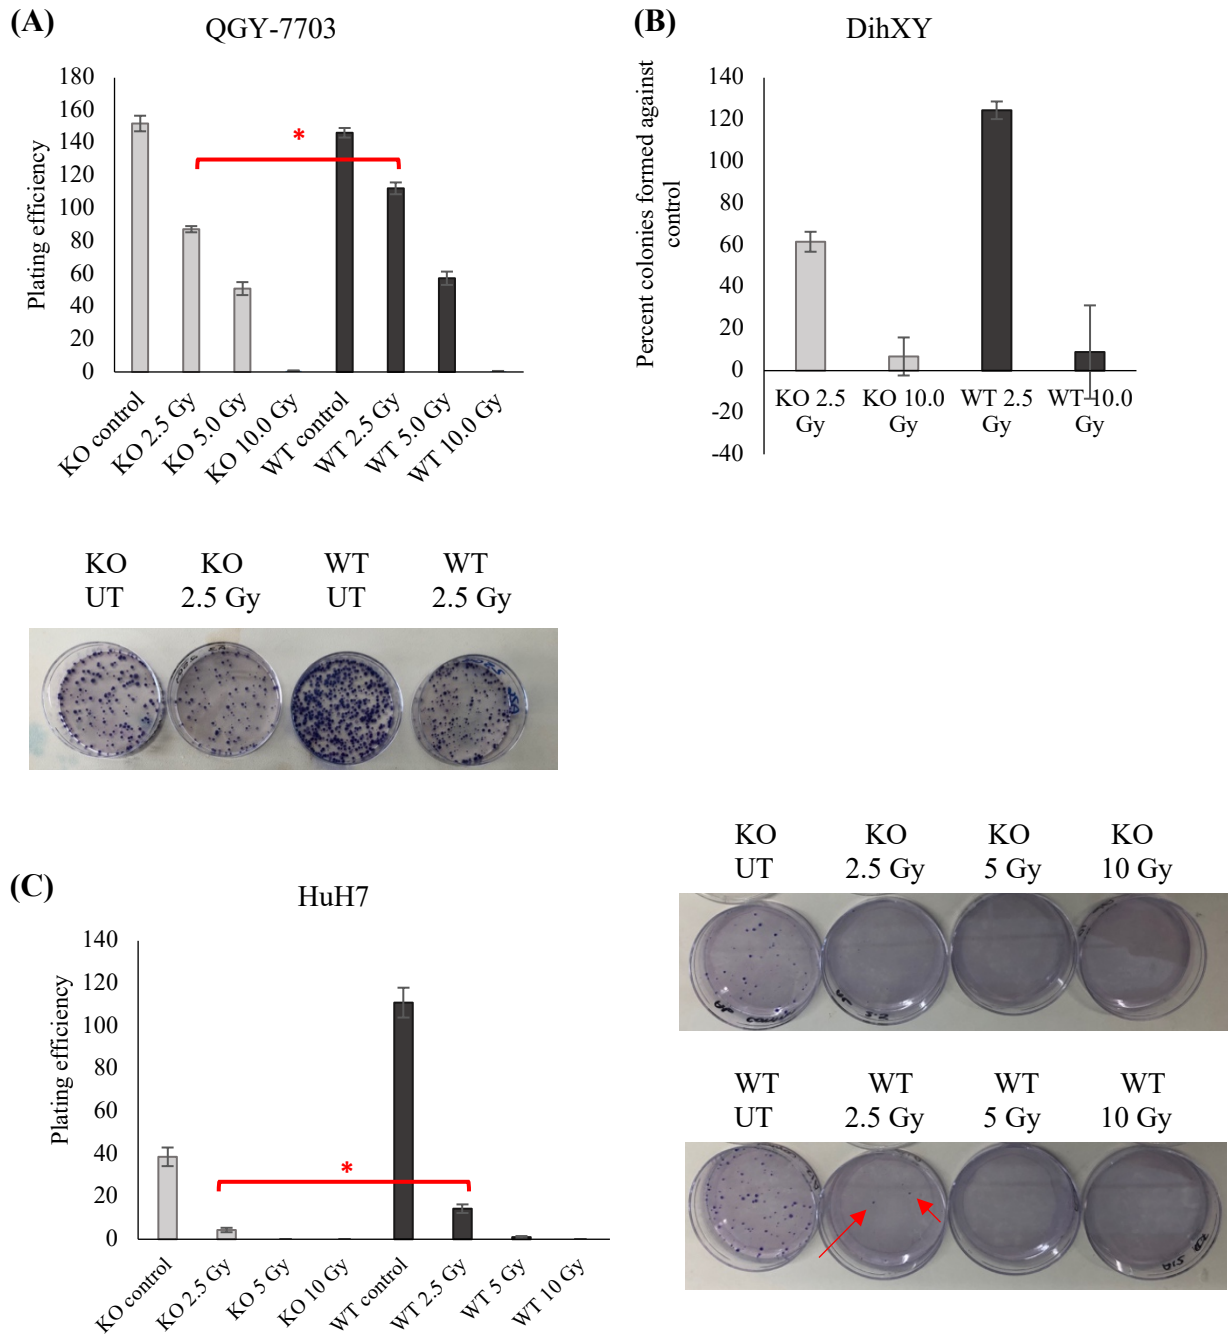 (A)
QGY-7703
Plating efficiency
180
160
140
120
100
80
60
40
20
0
*
KO control
KO 2.5 Gy
KO 5.0 Gy
KO 10.0 Gy
WT control
WT 2.5 Gy
WT 5.0 Gy
WT 10.0 Gy
KO KO WT WT
UT 2.5 Gy UT 2.5 Gy
(B)
DihXY
Percent colonies formed against
control
140
120
100
80
60
40
20
0
-20
-40
KO 2.5
Gy
KO 10.0
Gy
WT 2.5
Gy
WT 10.0
Gy
(C)
HuH7
Plating efficiency
140
120
100
80
60
40
20
0
*
KO control
KO 2.5 Gy
KO 5 Gy
KO 10 Gy
WT control
WT 2.5 Gy
WT 5 Gy
WT 10 Gy
KO KO KO KO
UT 2.5 Gy 5 Gy 10 Gy
WT WT WT WT
UT 2.5 Gy 5 Gy 10 Gy